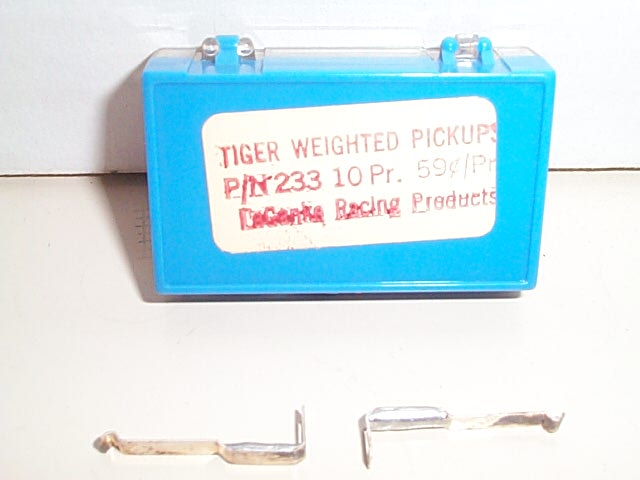 TIGER WEIGHTED PICKUPS
P/N 233 10 Pr. 59¢/Pr
Racing Products